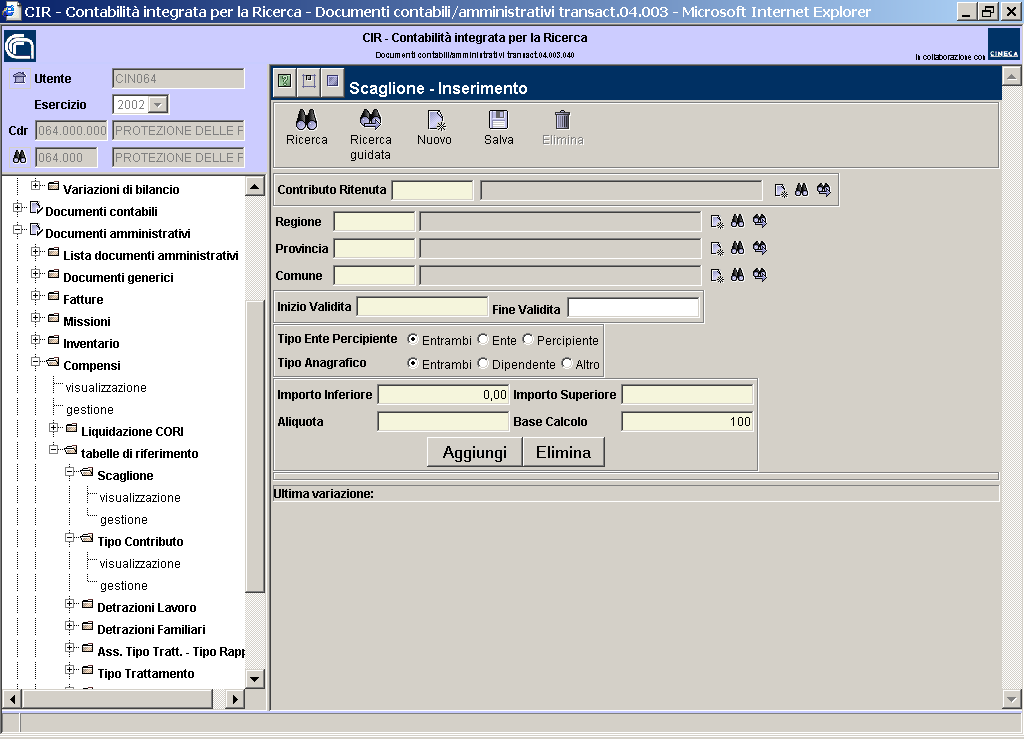 CIR - Contabilità integrata per la Ricerca - Documenti contabili/amministrativi transact.04.003 - Microsoft Internet Explorer
CIR - Contabilità integrata per la Ricerca
Documenti contabili/amministrativi transact.04.003.040
In collaborazione con CINECA
Utente CIN064
Esercizio 2002
Cdr 064.000.000 PROTEZIONE DELLE F
064.000 PROTEZIONE DELLE F
Variazioni di bilancio
Documenti contabili
Documenti amministrativi
Lista documenti amministrativi
Documenti generici
Fatture
Missioni
Inventario
Compensi
visualizzazione
gestione
Liquidazione CORI
tabelle di riferimento
Scaglione
visualizzazione
gestione
Tipo Contributo
visualizzazione
gestione
Detrazioni Lavoro
Detrazioni Familiari
Ass. Tipo Tratt. - Tipo Rapp
Tipo Trattamento
Scaglione - Inserimento
Ricerca
Ricerca guidata
Nuovo
Salva
Elimina
Contributo Ritenuta
Regione
Provincia
Comune
Inizio Validita Fine Validita
Tipo Ente Percipiente Entrambi Ente Percipiente
Tipo Anagrafico Entrambi Dipendente Altro
Importo Inferiore 0,00 Importo Superiore
Aliquota Base Calcolo 100
Aggiungi Elimina
Ultima variazione: